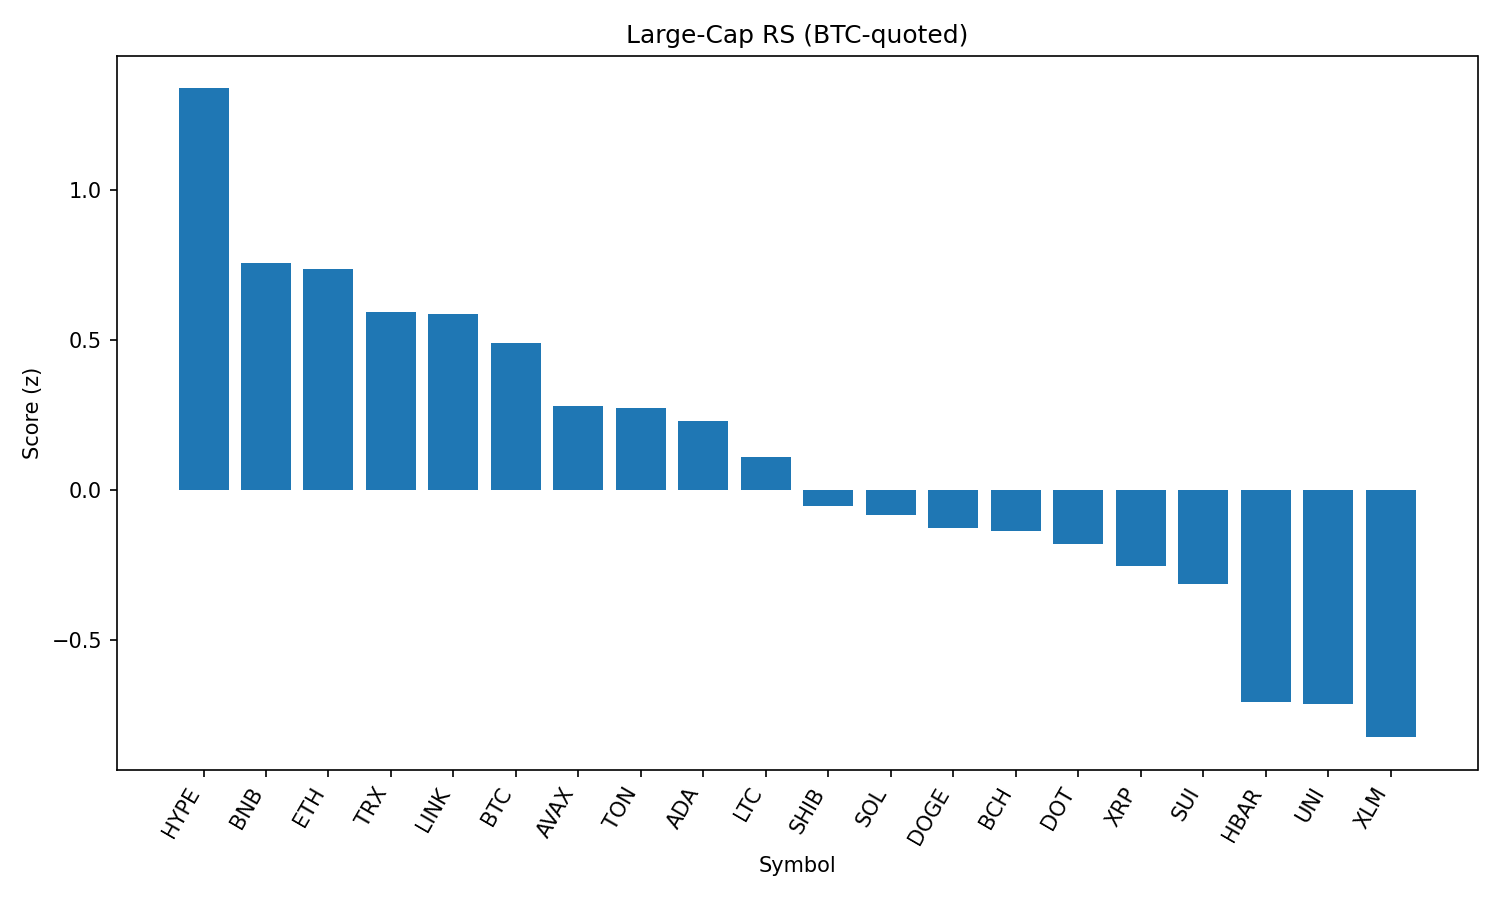 Large-Cap RS (BTC-quoted)
Score (z)
1.0
0.5
0.0
−0.5
HYPE
BNB
ETH
TRX
LINK
BTC
AVAX
TON
ADA
LTC
SHIB
SOL
DOGE
BCH
DOT
XRP
SUI
HBAR
UNI
XLM
Symbol